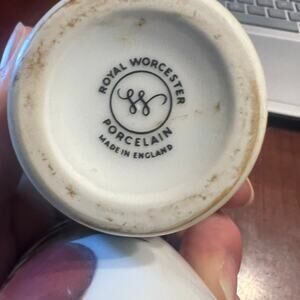 ROYAL WORCESTER
PORCELAIN
MADE IN ENGLAND